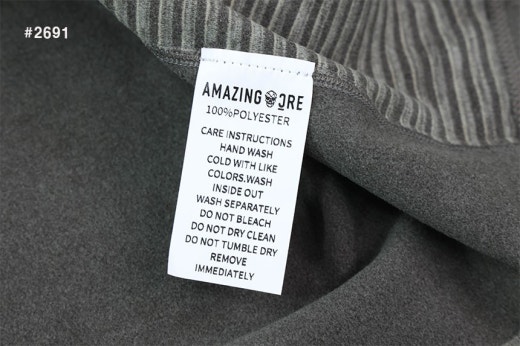 #2691
AMAZING ORE
100%POLYESTER
CARE INSTRUCTIONS
HAND WASH
COLD WITH LIKE
COLORS.WASH
INSIDE OUT
WASH SEPARATELY
DO NOT BLEACH
DO NOT DRY CLEAN
DO NOT TUMBLE DRY
REMOVE
IMMEDIATELY